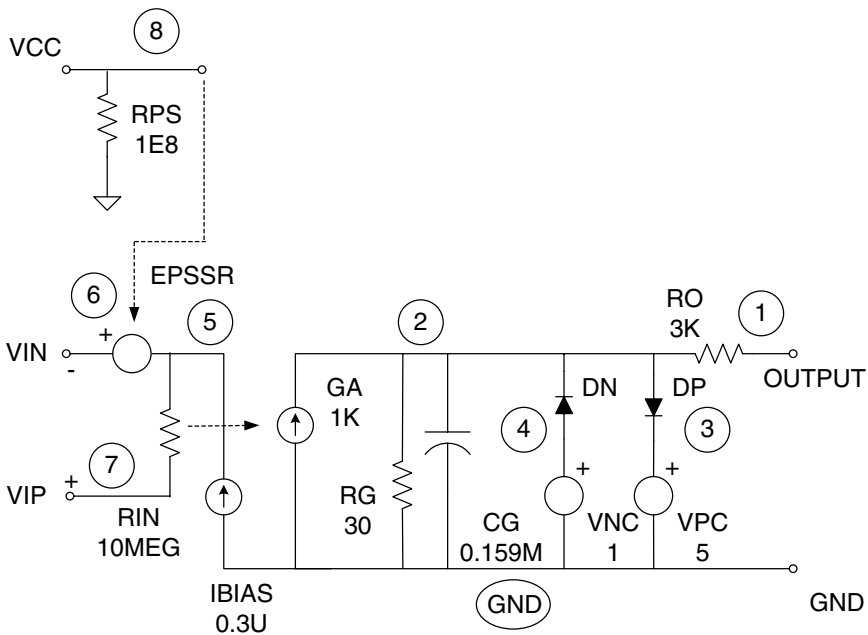 8
VCC
RPS
1E8
EPSSR
6
5
2
RO
3K
1
VIN
+
-
OUTPUT
GA
1K
DN
DP
4
3
7
VIP
+
RIN
10MEG
RG
30
CG
0.159M
+
VNC
1
+
VPC
5
IBIAS
0.3U
GND
GND